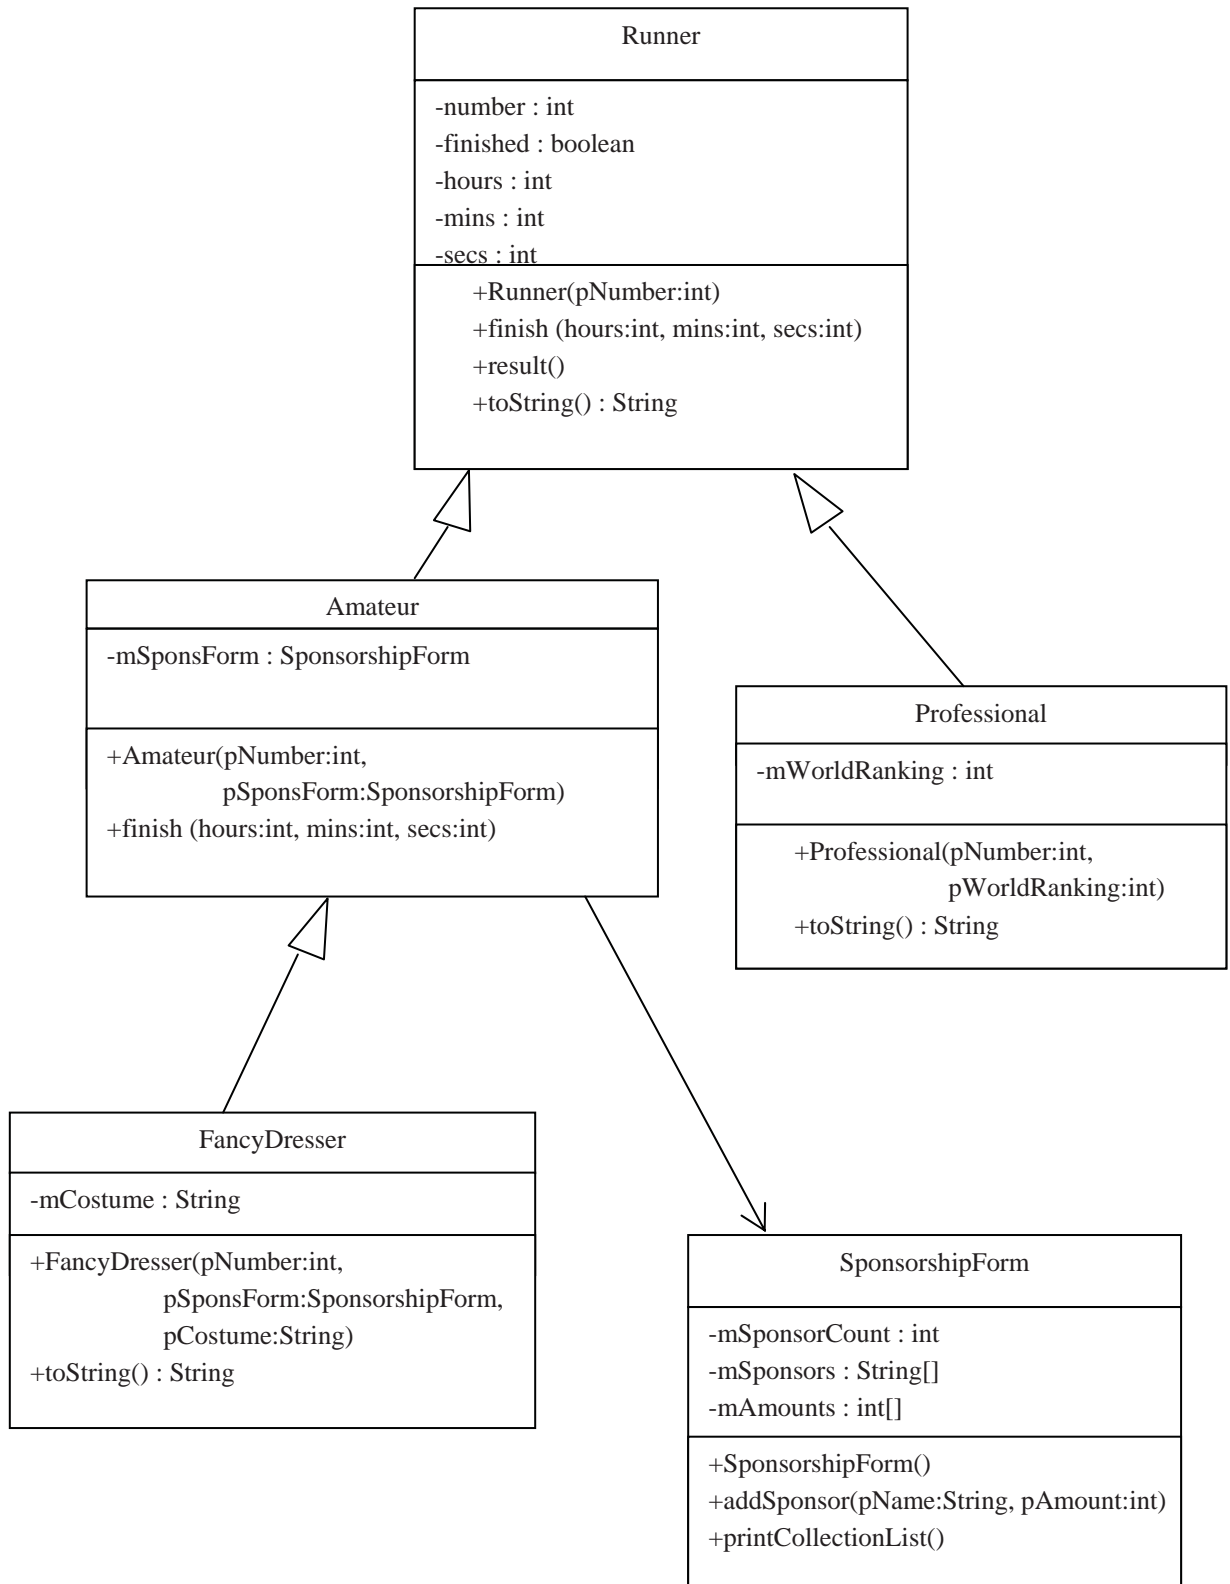 Runner
-number : int
-finished : boolean
-hours : int
-mins : int
-secs : int
+Runner(pNumber:int)
+finish (hours:int, mins:int, secs:int)
+result()
+toString() : String
Amateur
-mSponsForm : SponsorshipForm
+Amateur(pNumber:int,
pSponsForm:SponsorshipForm)
+finish (hours:int, mins:int, secs:int)
Professional
-mWorldRanking : int
+Professional(pNumber:int,
pWorldRanking:int)
+toString() : String
FancyDresser
-mCostume : String
+FancyDresser(pNumber:int,
pSponsForm:SponsorshipForm,
pCostume:String)
+toString() : String
SponsorshipForm
-mSponsorCount : int
-mSponsors : String[]
-mAmounts : int[]
+SponsorshipForm()
+addSponsor(pName:String, pAmount:int)
+printCollectionList()